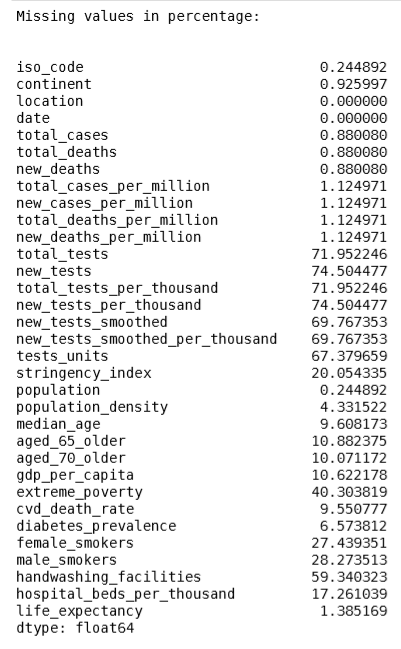 Missing values in percentage:
iso_code 0.244892
continent 0.925997
location 0.000000
date 0.000000
total_cases 0.880080
total_deaths 0.880080
new_deaths 0.880080
total_cases_per_million 1.124971
new_cases_per_million 1.124971
total_deaths_per_million 1.124971
new_deaths_per_million 1.124971
total_tests 71.952246
new_tests 74.504477
total_tests_per_thousand 71.952246
new_tests_per_thousand 74.504477
new_tests_smoothed 69.767353
new_tests_smoothed_per_thousand 69.767353
tests_units 67.379659
stringency_index 20.054335
population 0.244892
population_density 4.331522
median_age 9.608173
aged_65_older 10.882375
aged_70_older 10.071172
gdp_per_capita 10.622178
extreme_poverty 40.303819
cvd_death_rate 9.550777
diabetes_prevalence 6.573812
female_smokers 27.439351
male_smokers 28.273513
handwashing_facilities 59.340323
hospital_beds_per_thousand 17.261039
life_expectancy 1.385169
dtype: float64